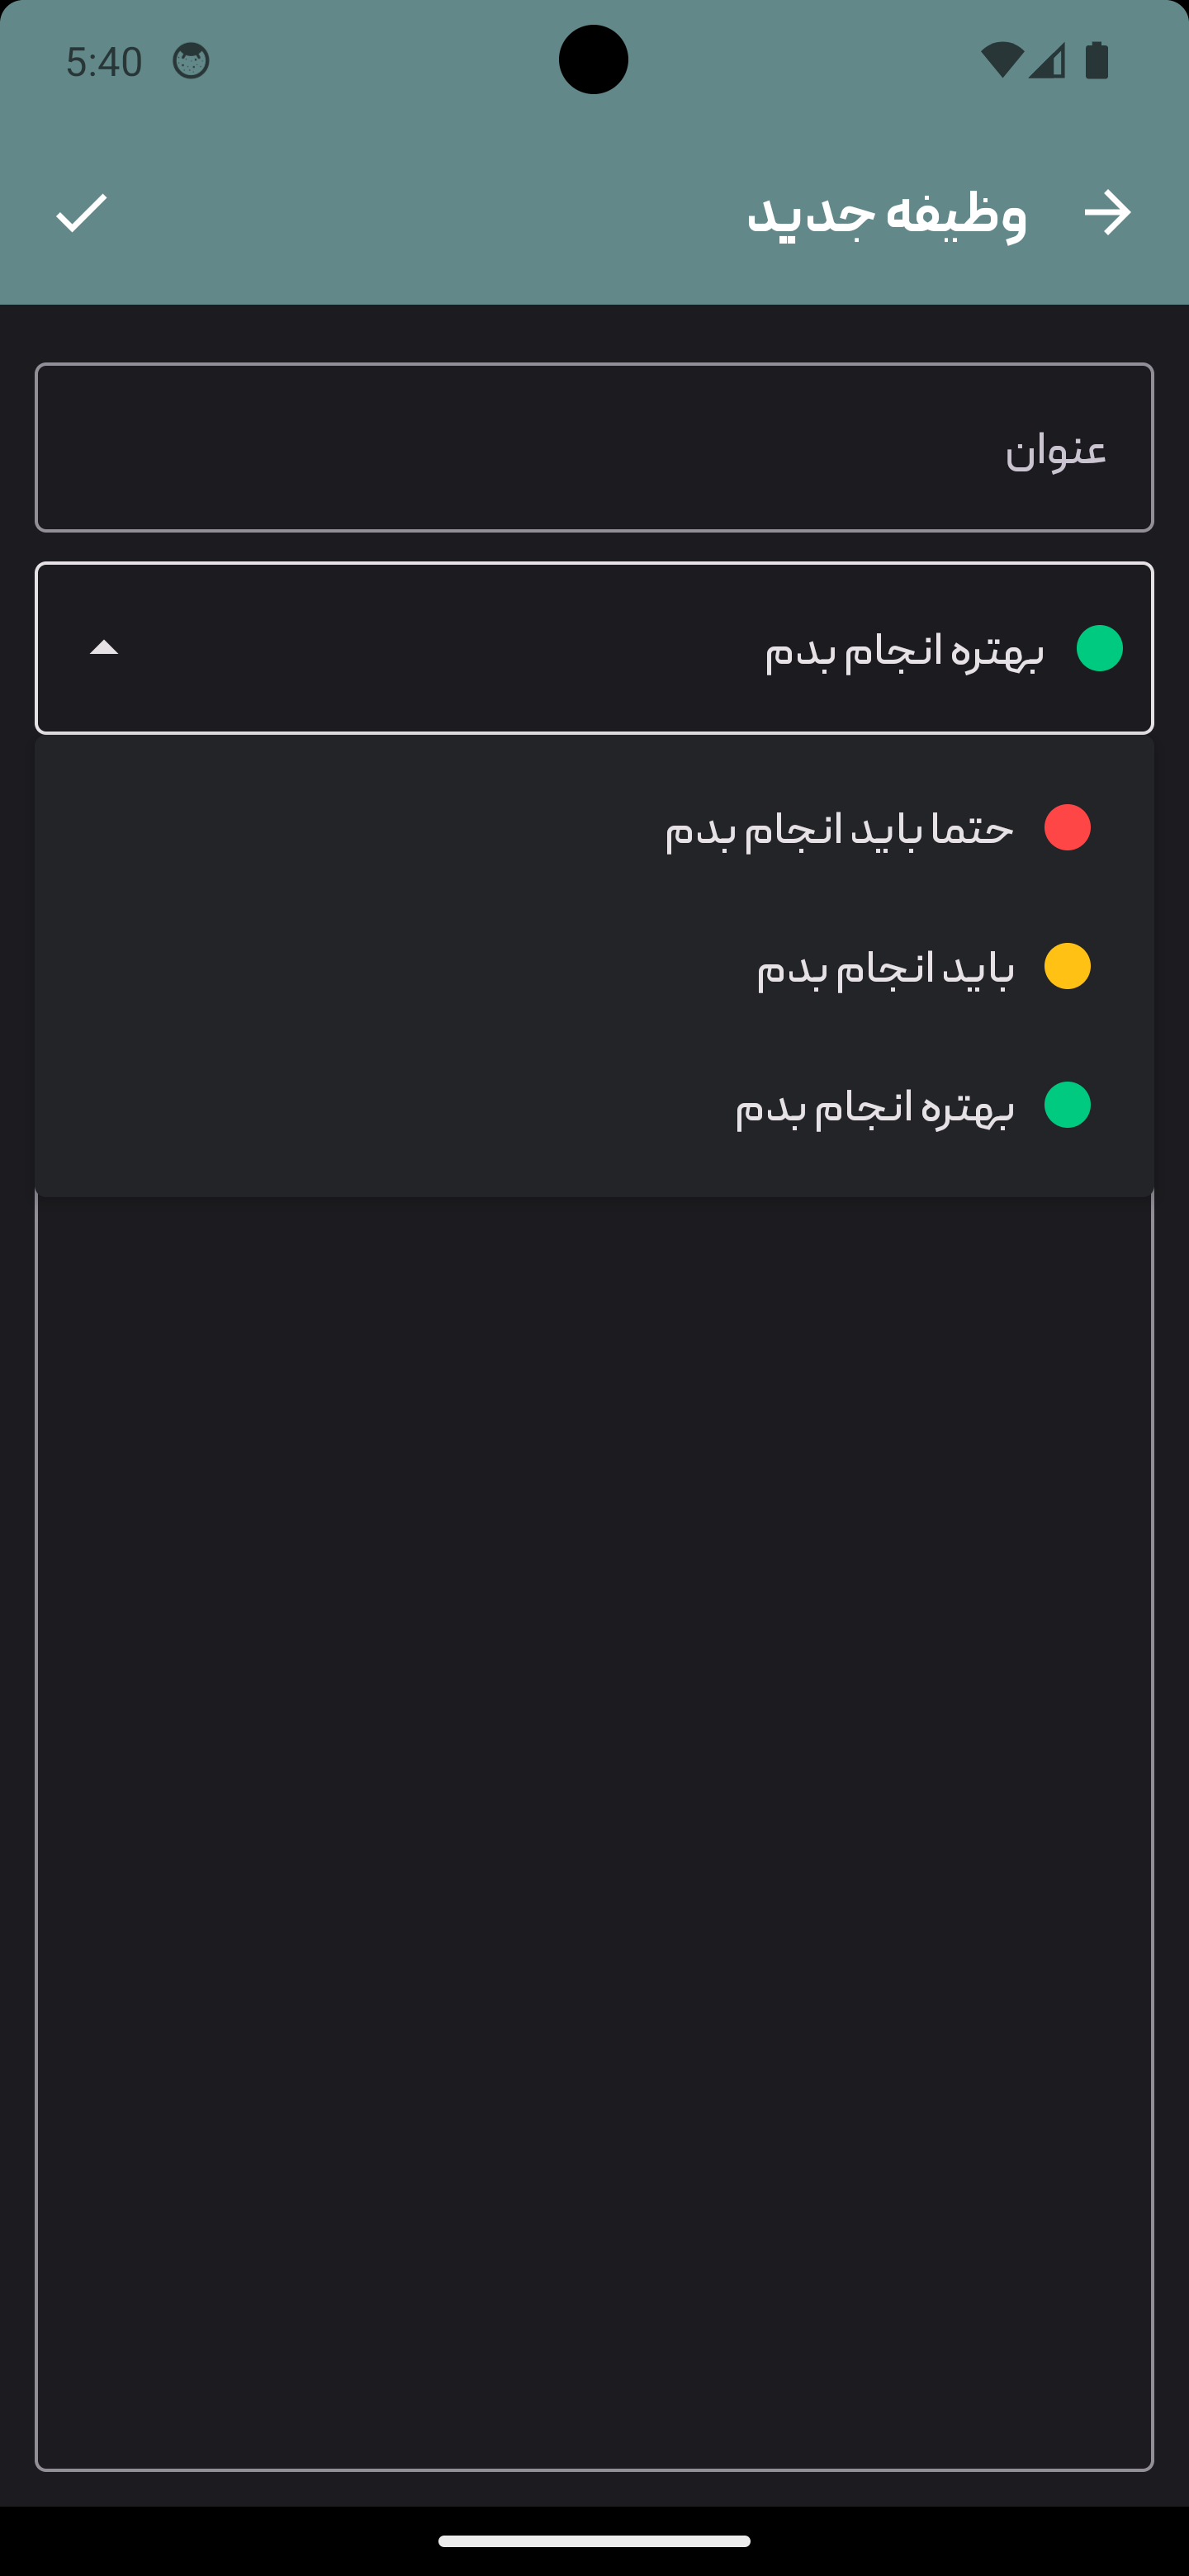 5:40
وظیفه جدید
عنوان
بهتره انجام بدم
حتما باید انجام بدم
باید انجام بدم
بهتره انجام بدم